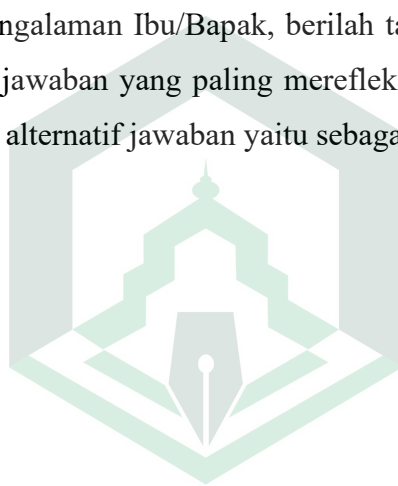 ngalaman Ibu/Bapak, berilah ta
jawaban yang paling mereflek
alternatif jawaban yaitu sebaga